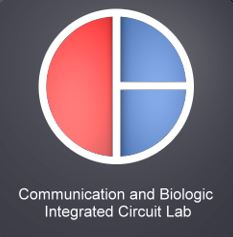 Communication and Biologic
Integrated Circuit Lab